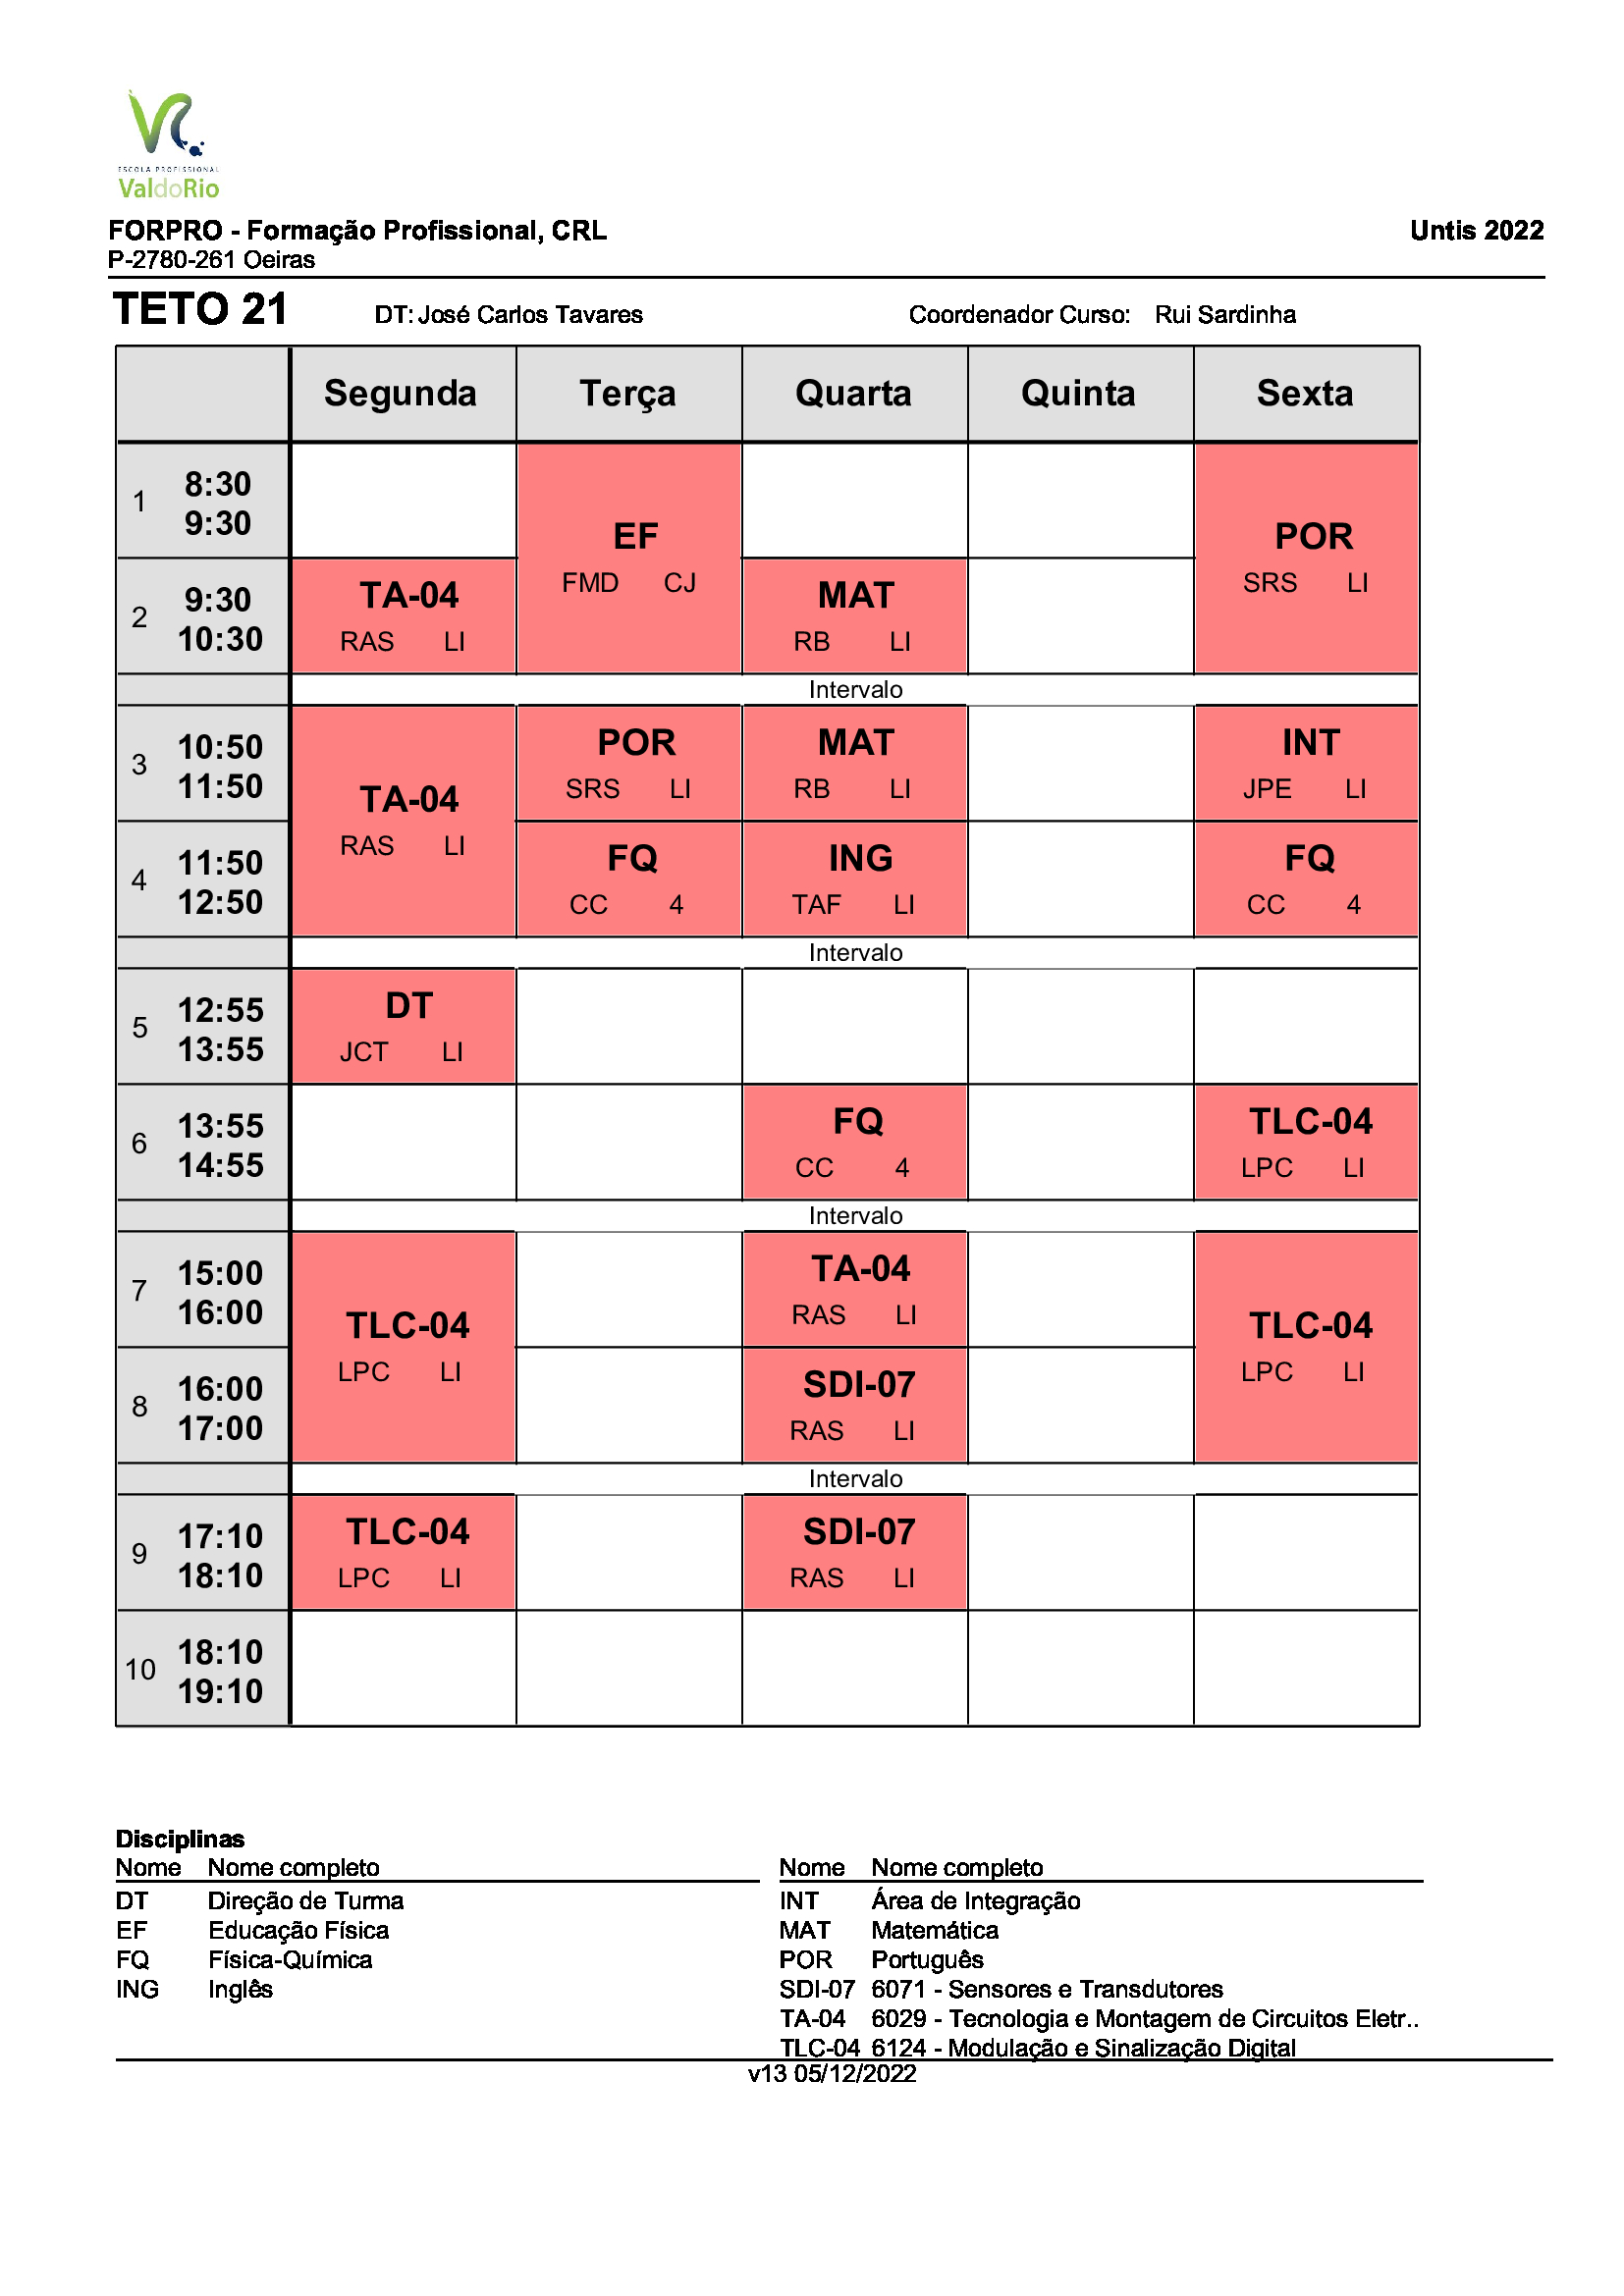 ESCOLA PROFISSIONAL
ValdoRio
FORPRO - Formação Profissional, CRL Untis 2022
P-2780-261 Oeiras
TETO 21 DT: José Carlos Tavares Coordenador Curso: Rui Sardinha
Segunda Terça Quarta Quinta Sexta
1 8:30 9:30
EF FMD CJ
POR SRS LI
2 9:30 10:30
TA-04 RAS LI
MAT RB LI
Intervalo
3 10:50 11:50
TA-04 RAS LI
POR SRS LI
MAT RB LI
INT JPE LI
4 11:50 12:50
FQ CC 4
ING TAF LI
FQ CC 4
Intervalo
5 12:55 13:55
DT JCT LI
6 13:55 14:55
FQ CC 4
TLC-04 LPC LI
Intervalo
7 15:00 16:00
TLC-04 LPC LI
TA-04 RAS LI
TLC-04 LPC LI
8 16:00 17:00
SDI-07 RAS LI
Intervalo
9 17:10 18:10
TLC-04 LPC LI
SDI-07 RAS LI
10 18:10 19:10
Disciplinas
Nome Nome completo
DT Direção de Turma
EF Educação Física
FQ Física-Química
ING Inglês
Nome Nome completo
INT Área de Integração
MAT Matemática
POR Português
SDI-07 6071 - Sensores e Transdutores
TA-04 6029 - Tecnologia e Montagem de Circuitos Eletr..
TLC-04 6124 - Modulação e Sinalização Digital
v13 05/12/2022